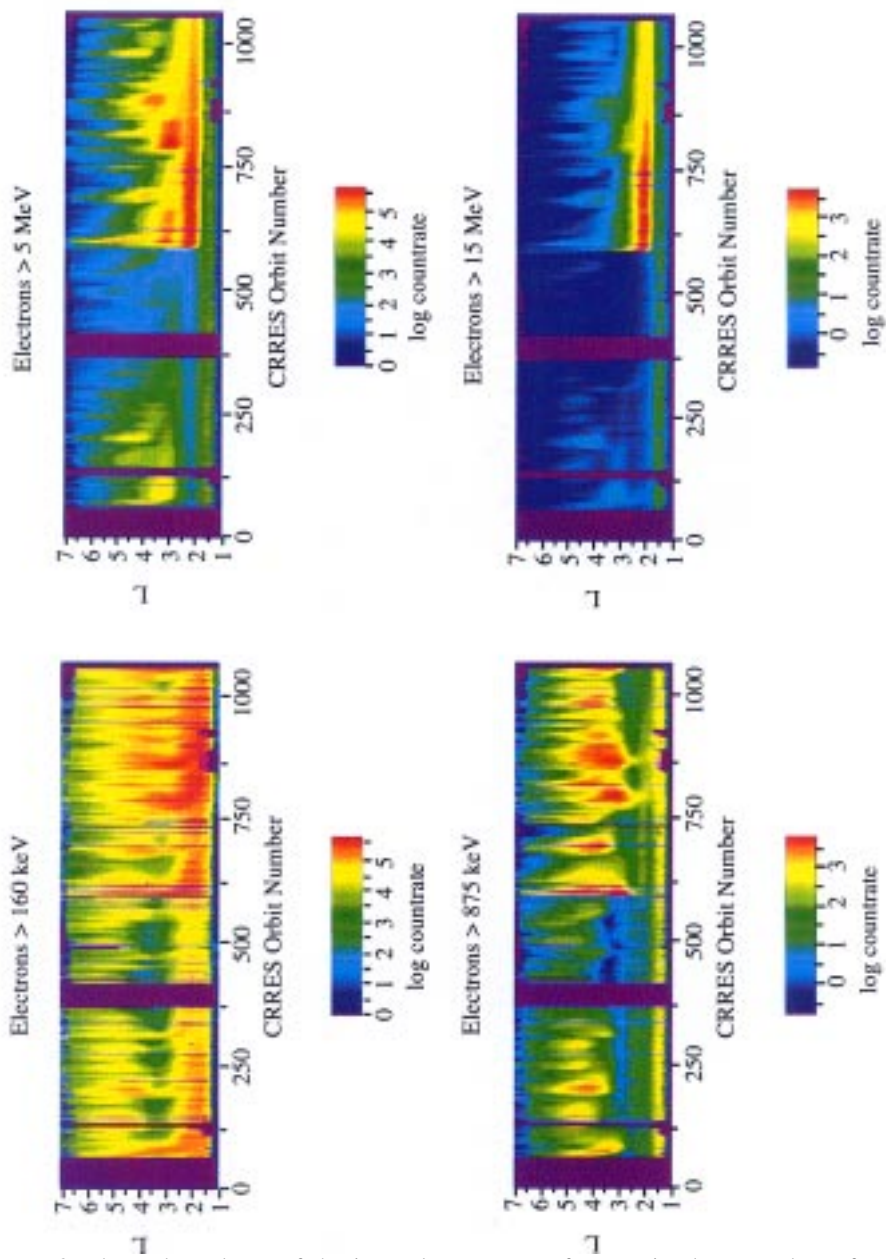 Electrons > 160 keV
L
7
6
5
4
3
2
1
0 250 500 750 1000
CRRES Orbit Number
0 1 2 3 4 5
log countrate
Electrons > 5 MeV
L
7
6
5
4
3
2
1
0 250 500 750 1000
CRRES Orbit Number
0 1 2 3 4 5
log countrate
Electrons > 875 keV
L
7
6
5
4
3
2
1
0 250 500 750 1000
CRRES Orbit Number
0 1 2 3
log countrate
Electrons > 15 MeV
L
7
6
5
4
3
2
1
0 250 500 750 1000
CRRES Orbit Number
0 1 2 3
log countrate